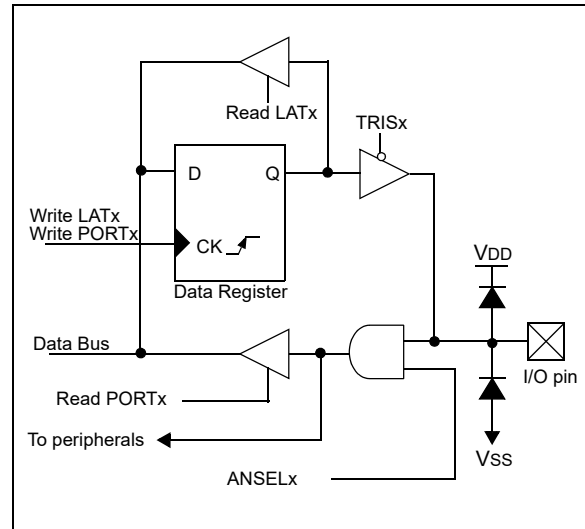 Read LATx
TRISx
D
Q
Write LATx
Write PORTx
CK
Data Register
VDD
Data Bus
I/O pin
Read PORTx
To peripherals
VSS
ANSELx